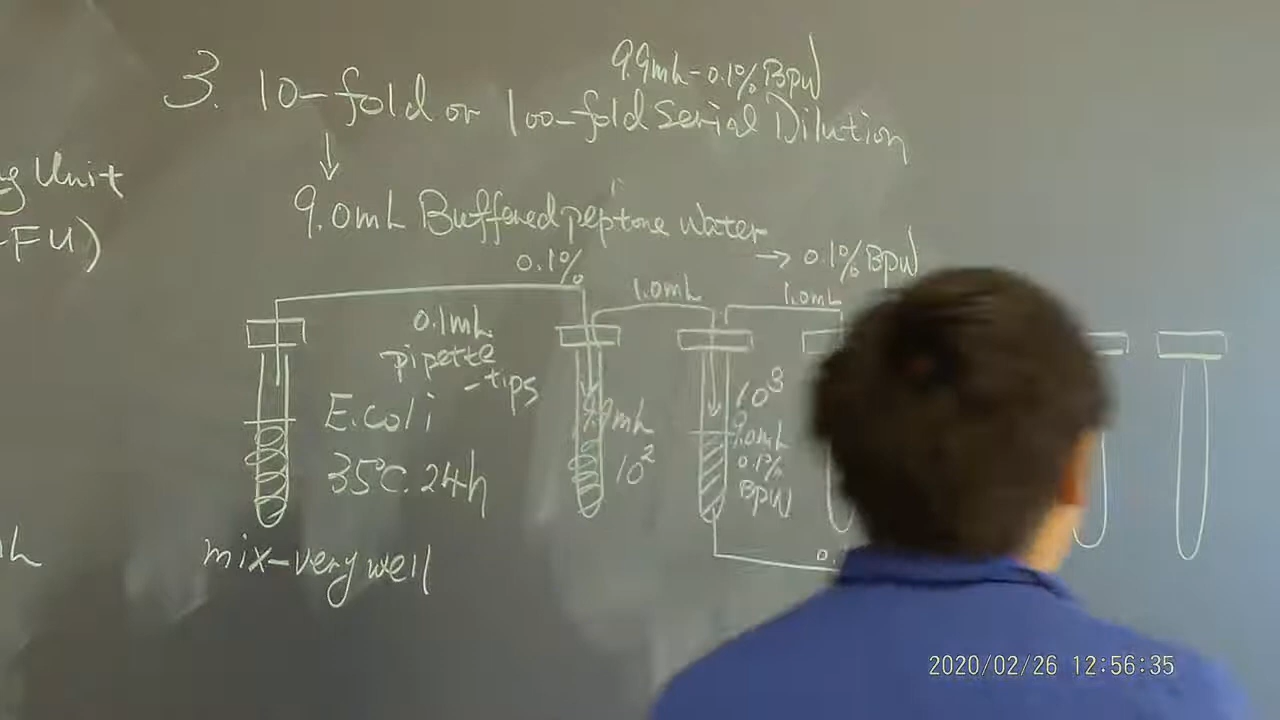 9.9mL-0.1% BPW
3. 10-fold or 100-fold Serial Dilution
↓
g Unit
FU)
9.0mL Buffered peptone Water
→ 0.1% BPW
0.1%
1.0mL
1.0mL
0.1mL
pipette
-tips
E.coli
35°C. 24h
9.9mL
10²
10³
9.0mL
0.1%
BPW
mix-very well
0.
2020/02/26 12:56:35